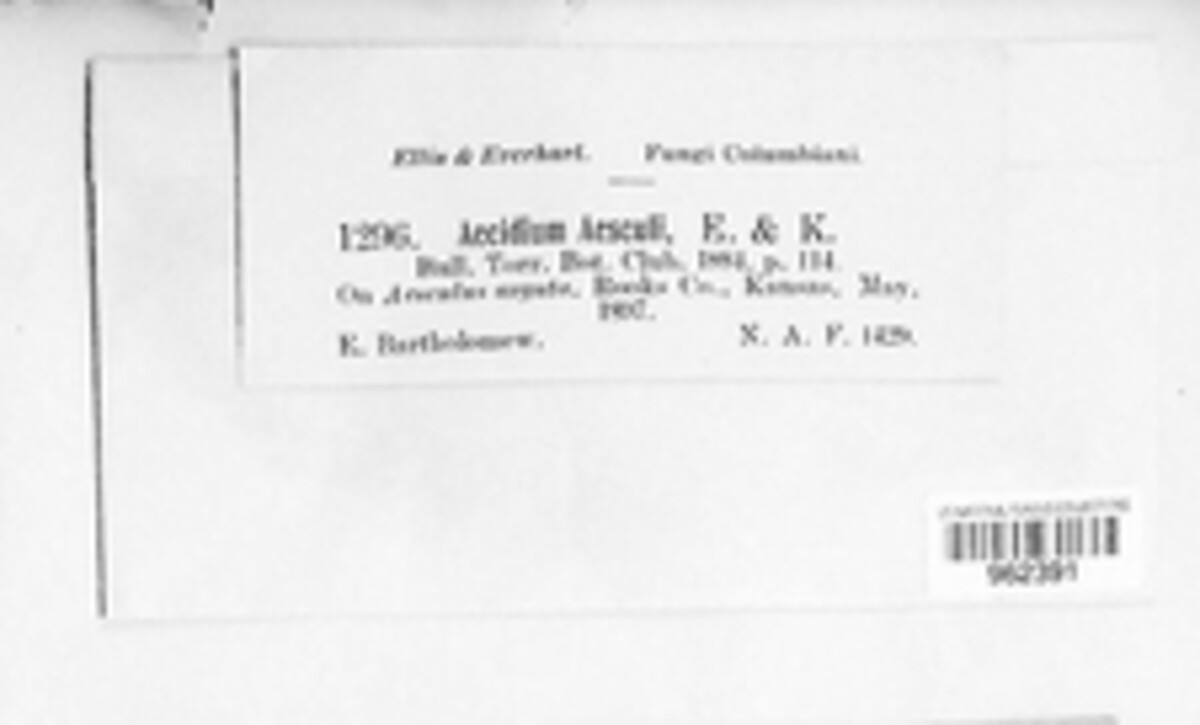 Ellis & Everhart. Fungi Columbiani.
1296. Aecidium Aesculi, E. & K.
Bull. Torr. Bot. Club, 1884, p. 114.
On Aesculus arguta, Rooks Co., Kansas, May,
1897.
E. Bartholomew. N. A. F. 1429.
962391